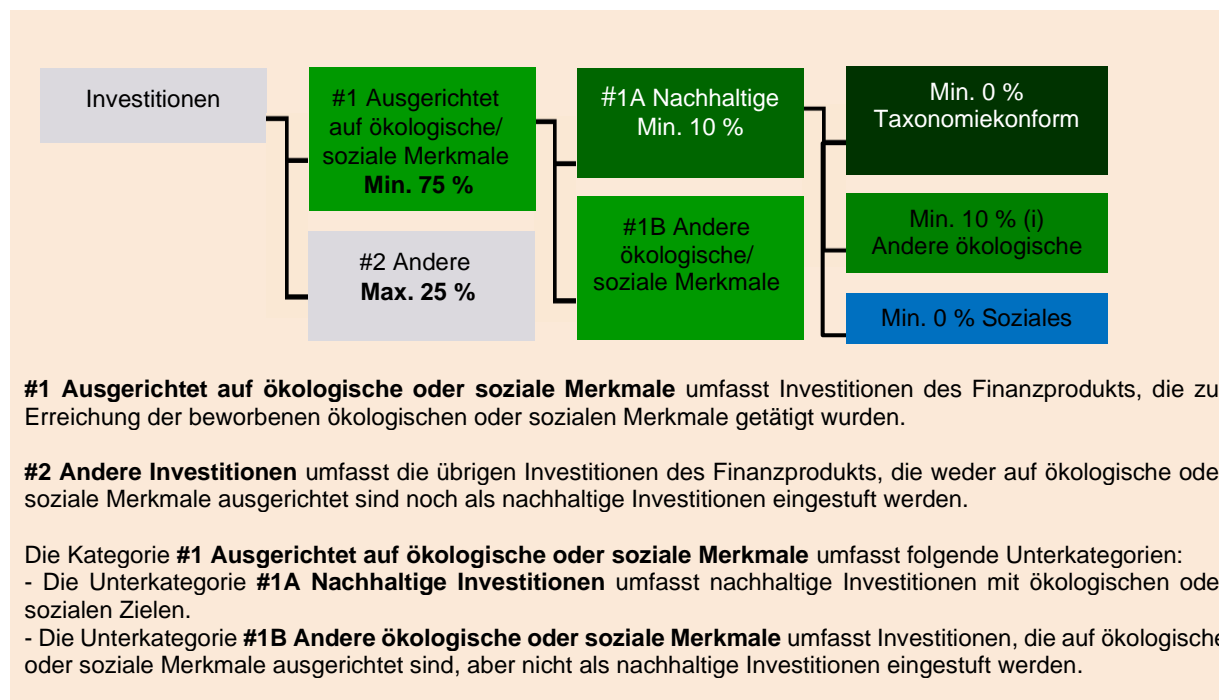 Investitionen
#1 Ausgerichtet
auf ökologische/
soziale Merkmale
Min. 75 %
#2 Andere
Max. 25 %
#1A Nachhaltige
Min. 10 %
#1B Andere
ökologische/
soziale Merkmale
Min. 0 %
Taxonomiekonform
Min. 10 % (i)
Andere ökologische
Min. 0 % Soziales
#1 Ausgerichtet auf ökologische oder soziale Merkmale umfasst Investitionen des Finanzprodukts, die zu
Erreichung der beworbenen ökologischen oder sozialen Merkmale getätigt wurden.
#2 Andere Investitionen umfasst die übrigen Investitionen des Finanzprodukts, die weder auf ökologische ode
soziale Merkmale ausgerichtet sind noch als nachhaltige Investitionen eingestuft werden.
Die Kategorie #1 Ausgerichtet auf ökologische oder soziale Merkmale umfasst folgende Unterkategorien:
- Die Unterkategorie #1A Nachhaltige Investitionen umfasst nachhaltige Investitionen mit ökologischen ode
sozialen Zielen.
- Die Unterkategorie #1B Andere ökologische oder soziale Merkmale umfasst Investitionen, die auf ökologische
oder soziale Merkmale ausgerichtet sind, aber nicht als nachhaltige Investitionen eingestuft werden.